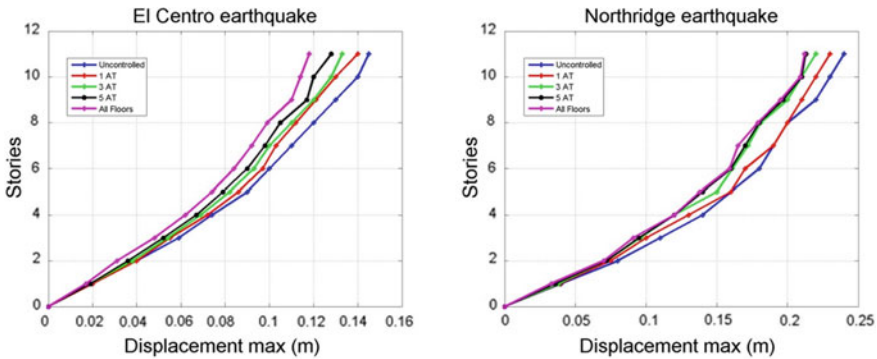 El Centro earthquake
12
10
8
6
4
2
0
Stories
Uncontrolled
1 AT
3 AT
5 AT
All Floors
0 0.02 0.04 0.06 0.08 0.1 0.12 0.14 0.16
Displacement max (m)
Northridge earthquake
12
10
8
6
4
2
0
Stories
Uncontrolled
1 AT
3 AT
5 AT
All Floors
0 0.05 0.1 0.15 0.2 0.25
Displacement max (m)